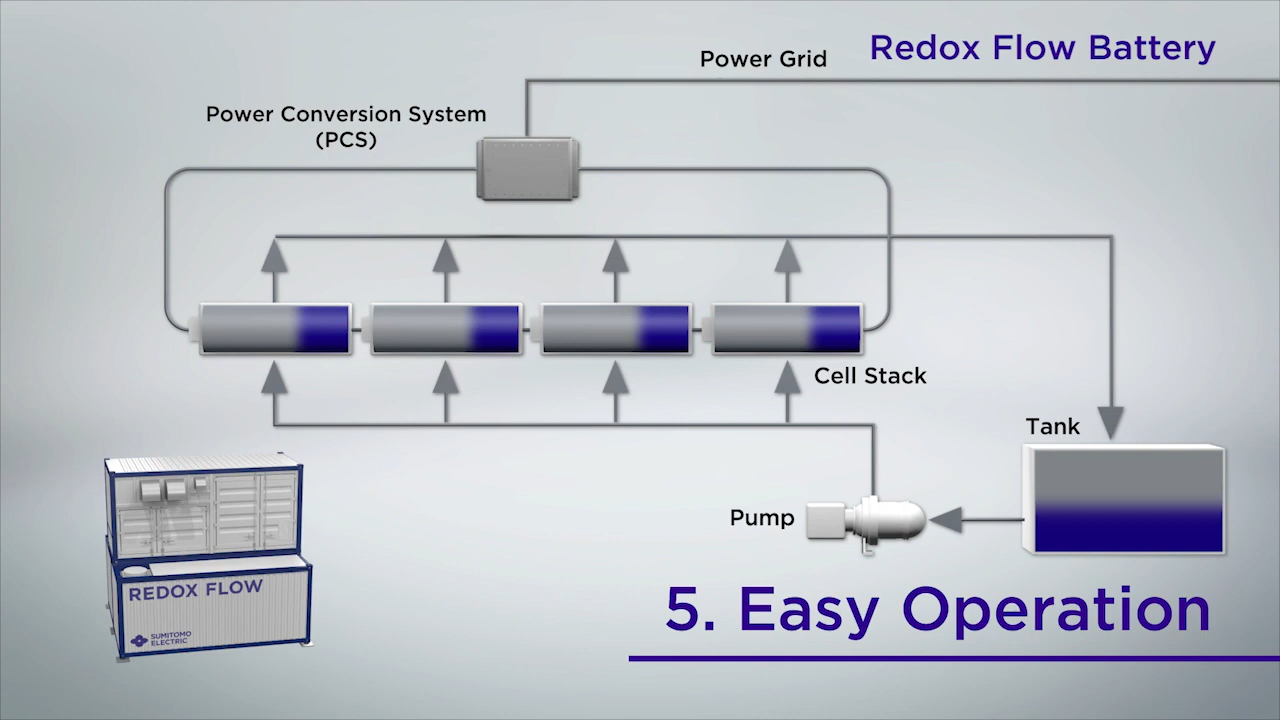 Redox Flow Battery
Power Grid
Power Conversion System
(PCS)
Cell Stack
Tank
Pump
REDOX FLOW
SUMITOMO
ELECTRIC
5. Easy Operation